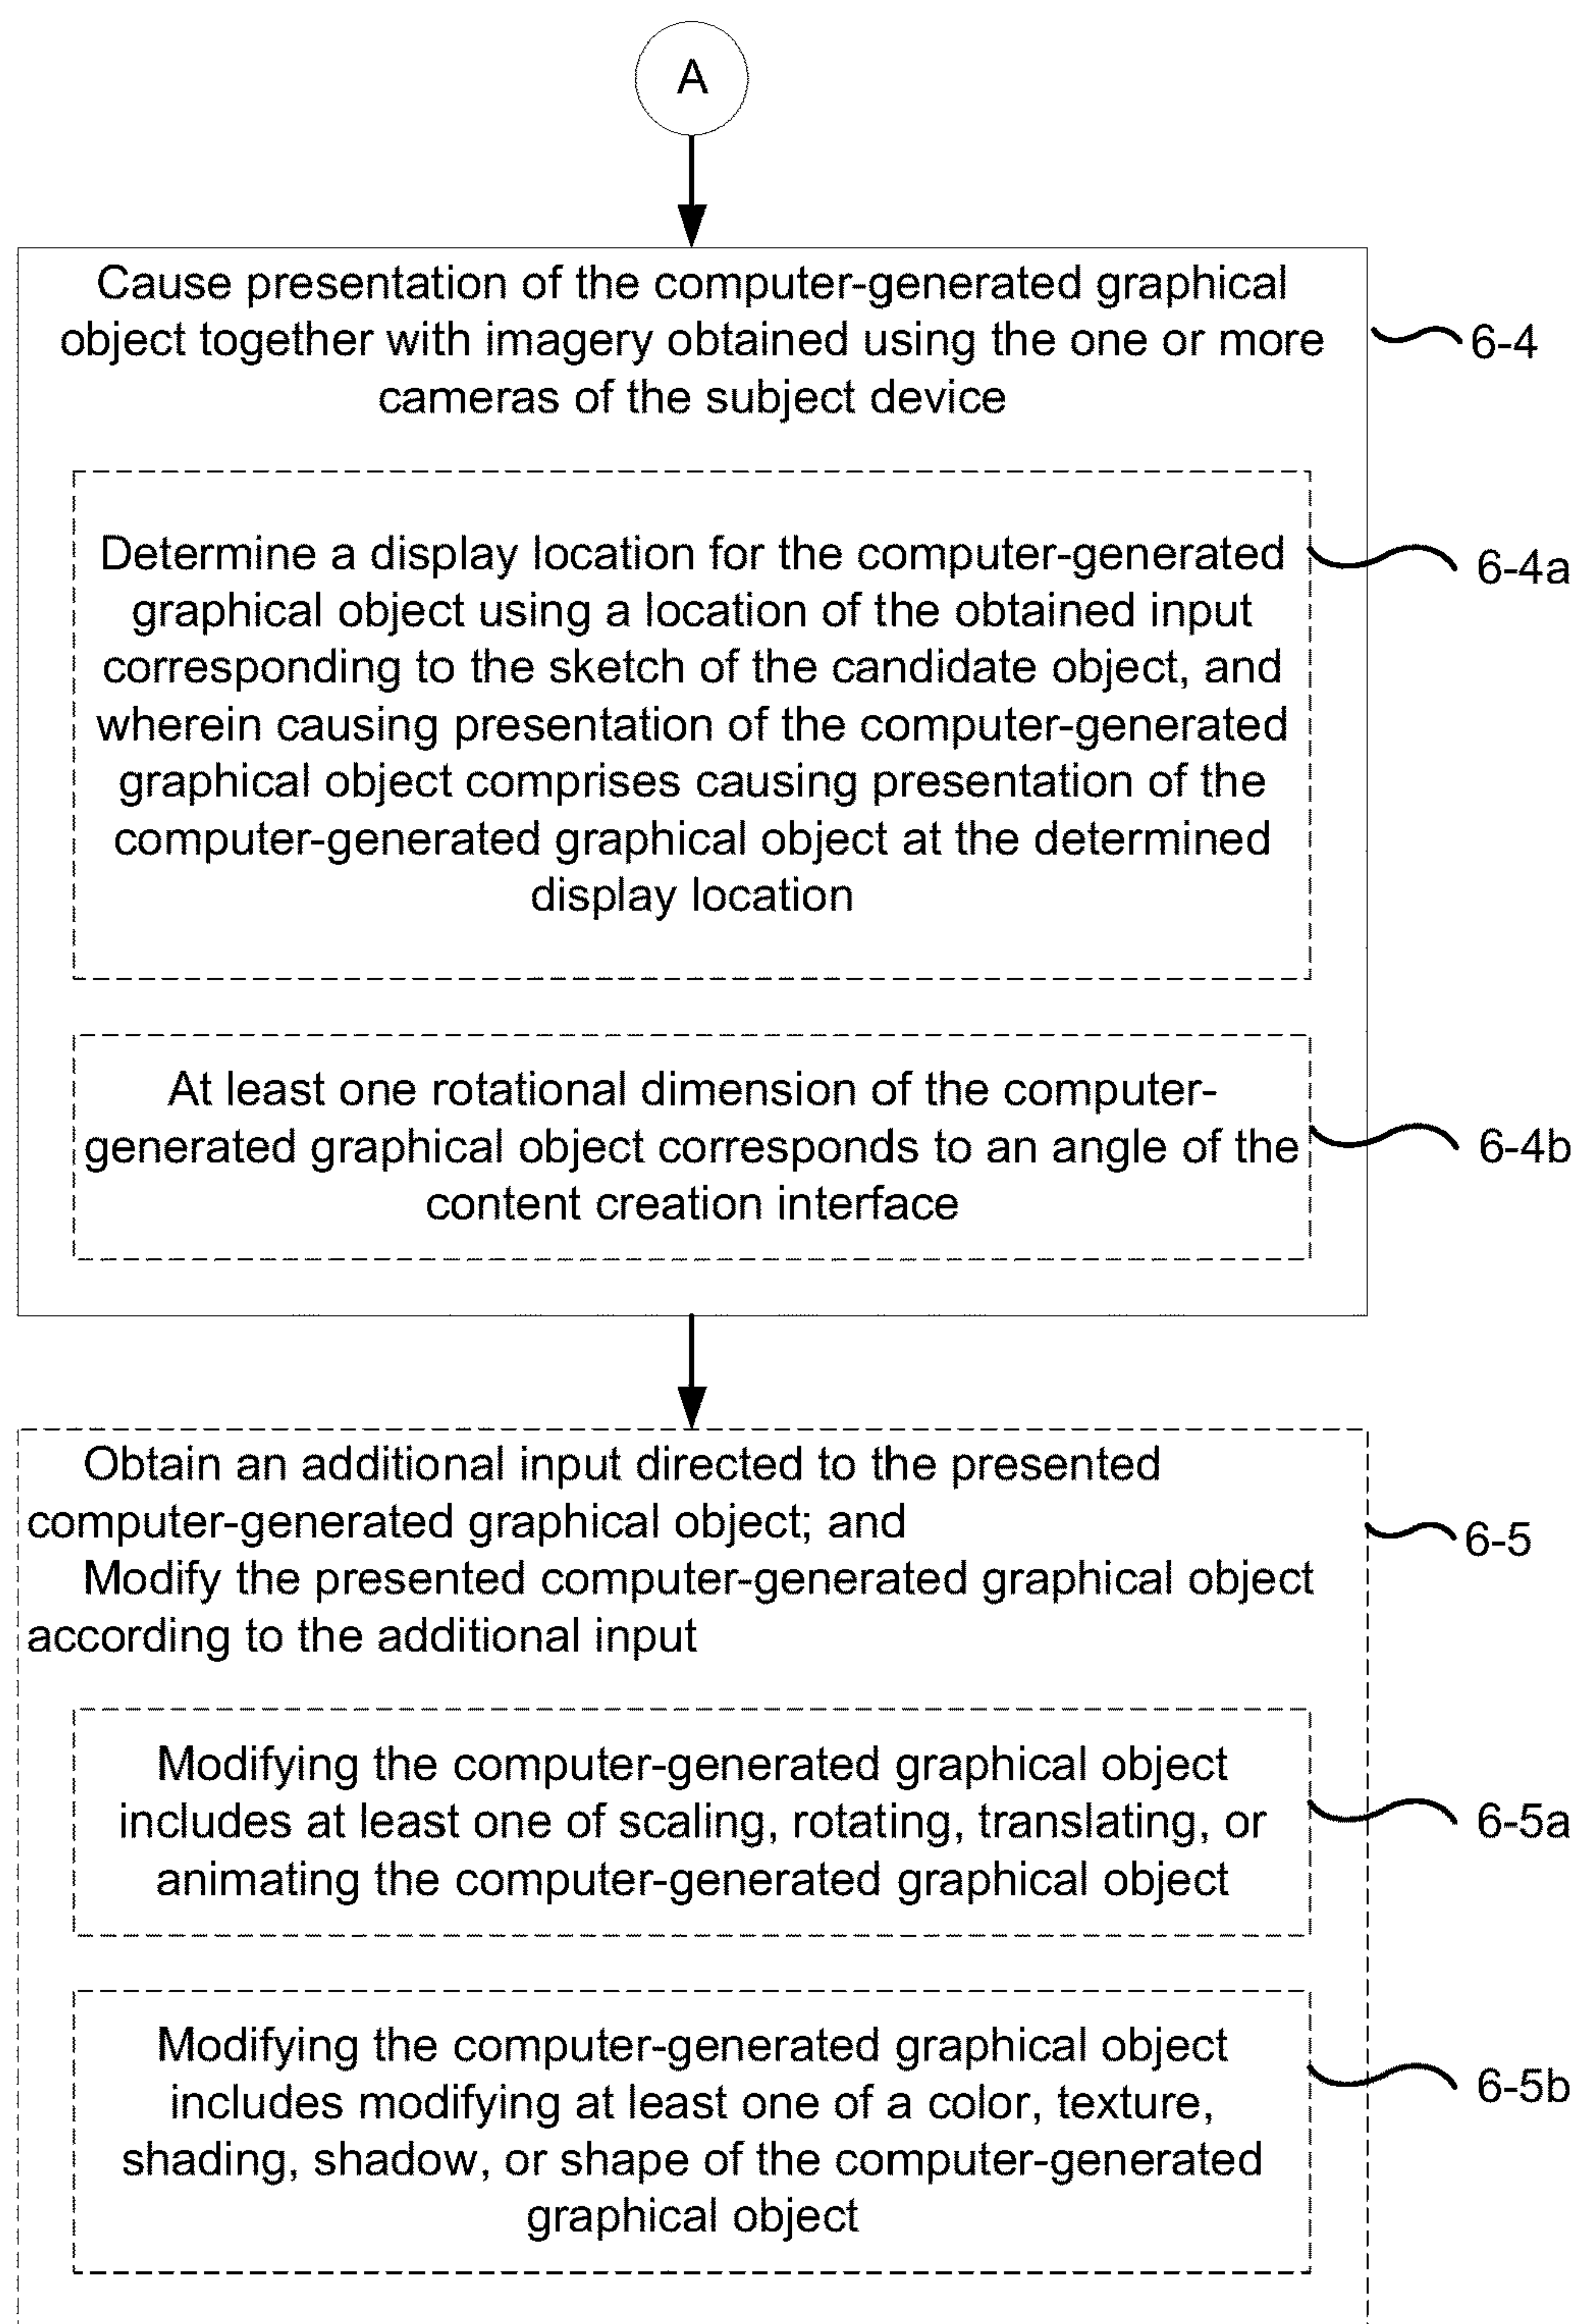 A
Cause presentation of the computer-generated graphical
object together with imagery obtained using the one or more
cameras of the subject device
6-4
Determine a display location for the computer-generated
graphical object using a location of the obtained input
corresponding to the sketch of the candidate object, and
wherein causing presentation of the computer-generated
graphical object comprises causing presentation of the
computer-generated graphical object at the determined
display location
6-4a
At least one rotational dimension of the computer-
generated graphical object corresponds to an angle of the
content creation interface
6-4b
Obtain an additional input directed to the presented
computer-generated graphical object; and
Modify the presented computer-generated graphical object
according to the additional input
6-5
Modifying the computer-generated graphical object
includes at least one of scaling, rotating, translating, or
animating the computer-generated graphical object
6-5a
Modifying the computer-generated graphical object
includes modifying at least one of a color, texture,
shading, shadow, or shape of the computer-generated
graphical object
6-5b